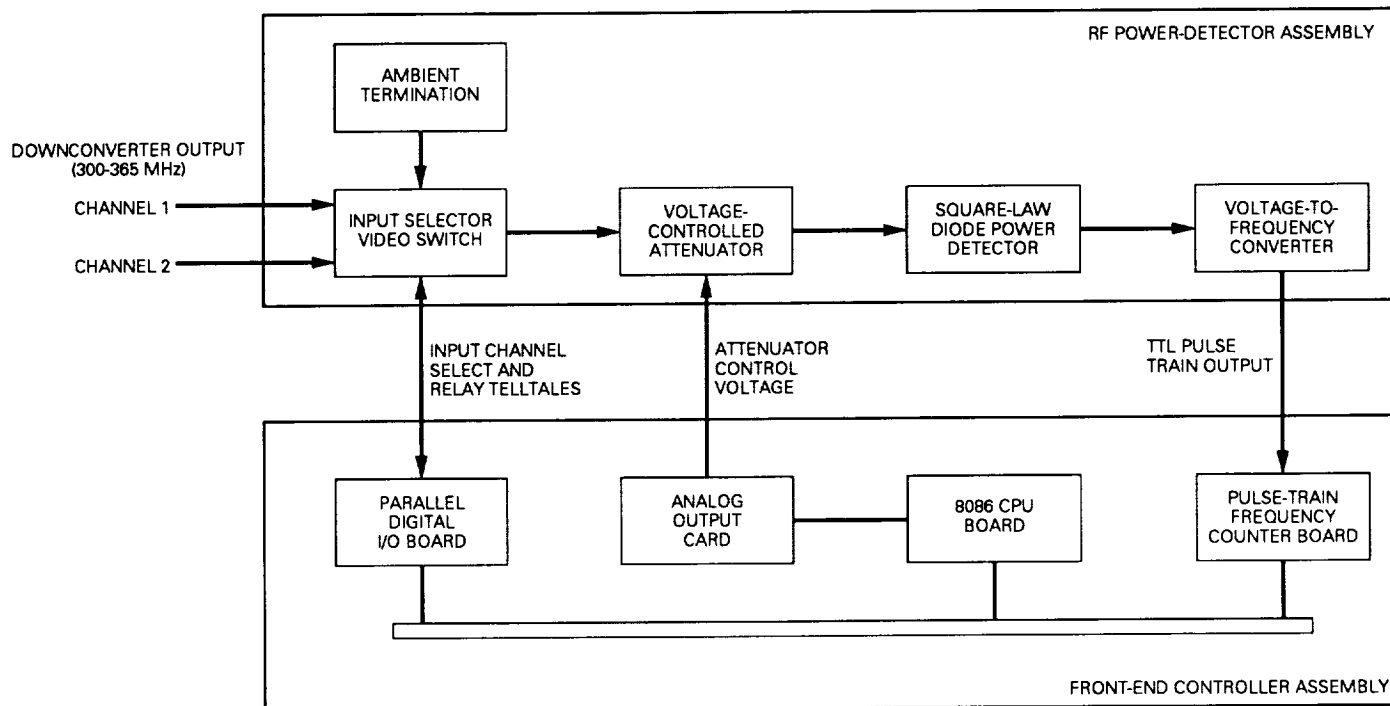 RF POWER-DETECTOR ASSEMBLY
AMBIENT
TERMINATION
DOWNCONVERTER OUTPUT
(300-365 MHz)
CHANNEL 1
CHANNEL 2
INPUT SELECTOR
VIDEO SWITCH
VOLTAGE-
CONTROLLED
ATTENUATOR
SQUARE-LAW
DIODE POWER
DETECTOR
VOLTAGE-TO-
FREQUENCY
CONVERTER
INPUT CHANNEL
SELECT AND
RELAY TELLTALES
ATTENUATOR
CONTROL
VOLTAGE
TTL PULSE
TRAIN OUTPUT
PARALLEL
DIGITAL
I/O BOARD
ANALOG
OUTPUT
CARD
8086 CPU
BOARD
PULSE-TRAIN
FREQUENCY
COUNTER BOARD
FRONT-END CONTROLLER ASSEMBLY